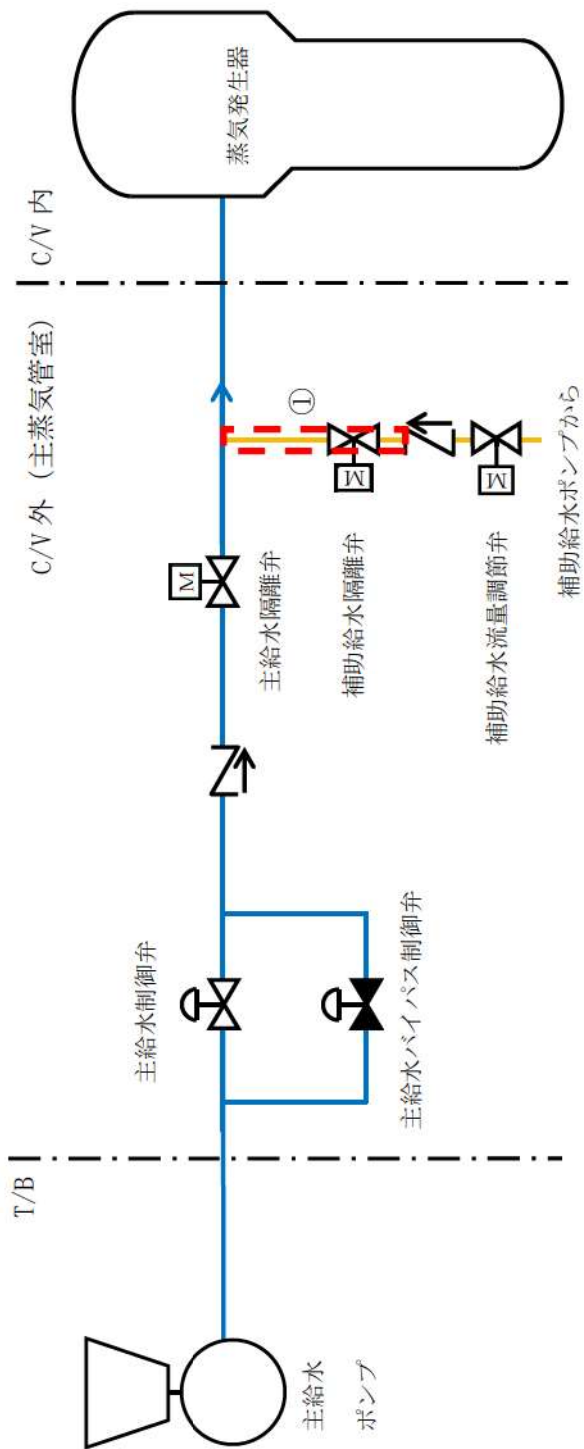 T/B
C/V 外 (主蒸気管室)
C/V 内
主給水
ポンプ
主給水制御弁
主給水バイパス制御弁
M
主給水隔離弁
①
M
補助給水隔離弁
M
補助給水流量調節弁
補助給水ポンプから
蒸気発生器